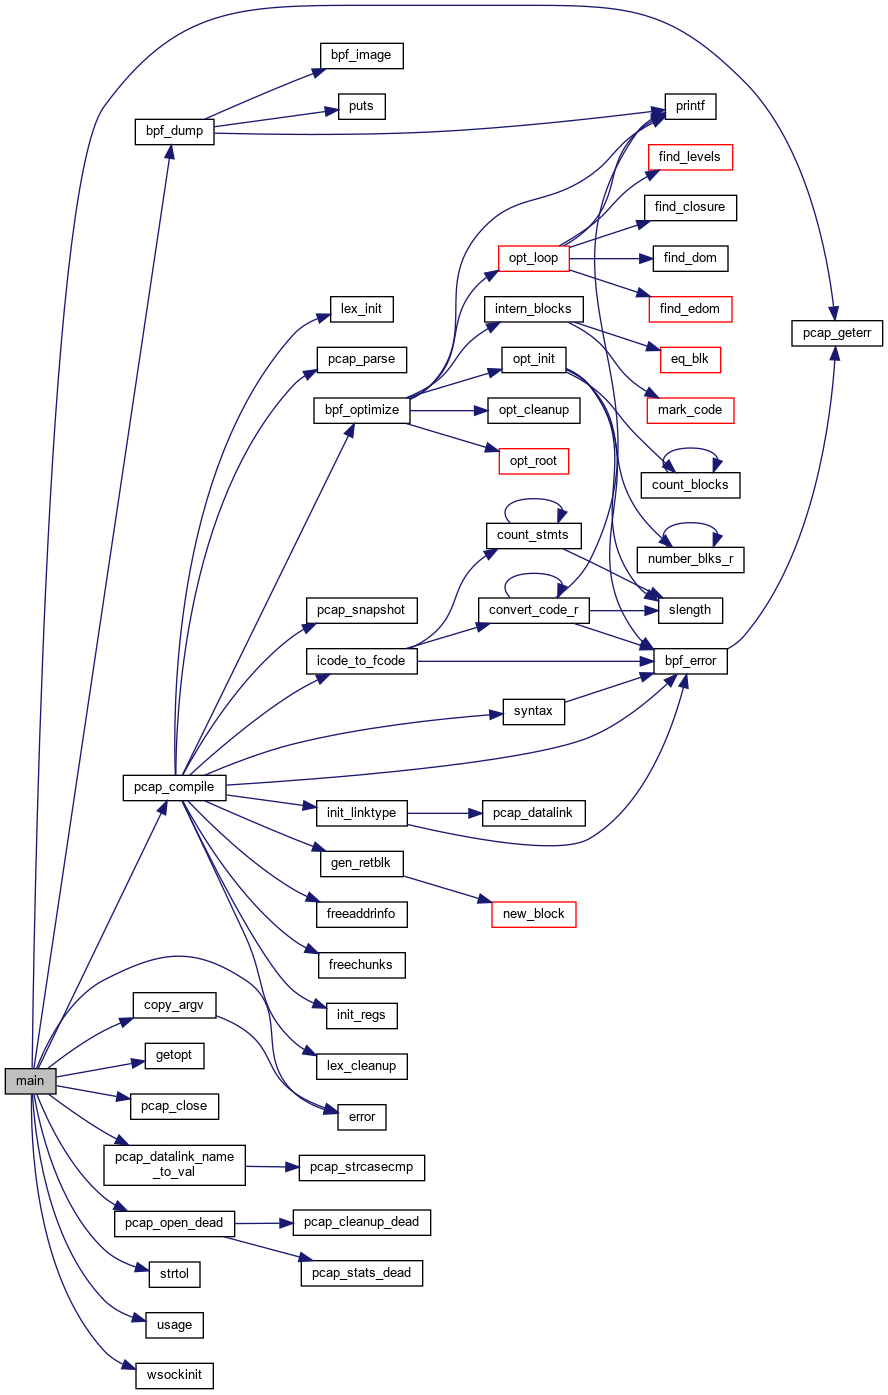 bpf_image
puts
printf
bpf_dump
find_levels
find_closure
opt_loop
find_dom
lex_init
intern_blocks
find_edom
pcap_geterr
pcap_parse
opt_init
eq_blk
bpf_optimize
opt_cleanup
mark_code
opt_root
count_blocks
count_stmts
number_blks_r
pcap_snapshot
convert_code_r
slength
icode_to_fcode
bpf_error
syntax
pcap_compile
init_linktype
pcap_datalink
gen_retblk
freeaddrinfo
new_block
freechunks
copy_argv
init_regs
getopt
lex_cleanup
main
pcap_close
error
pcap_datalink_name
_to_val
pcap_strcasecmp
pcap_open_dead
pcap_cleanup_dead
strtol
pcap_stats_dead
usage
wsockinit